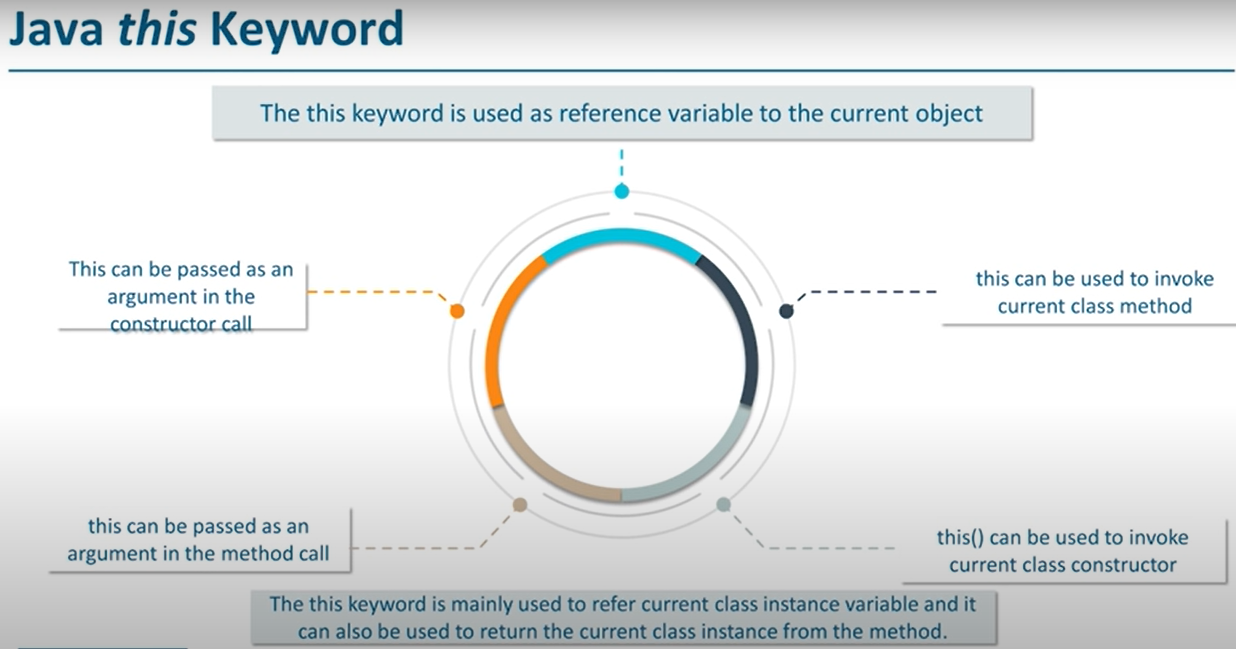 Java this Keyword
The this keyword is used as reference variable to the current object
This can be passed as an
argument in the
constructor call
this can be used to invoke
current class method
this can be passed as an
argument in the method call
this() can be used to invoke
current class constructor
The this keyword is mainly used to refer current class instance variable and it
can also be used to return the current class instance from the method.